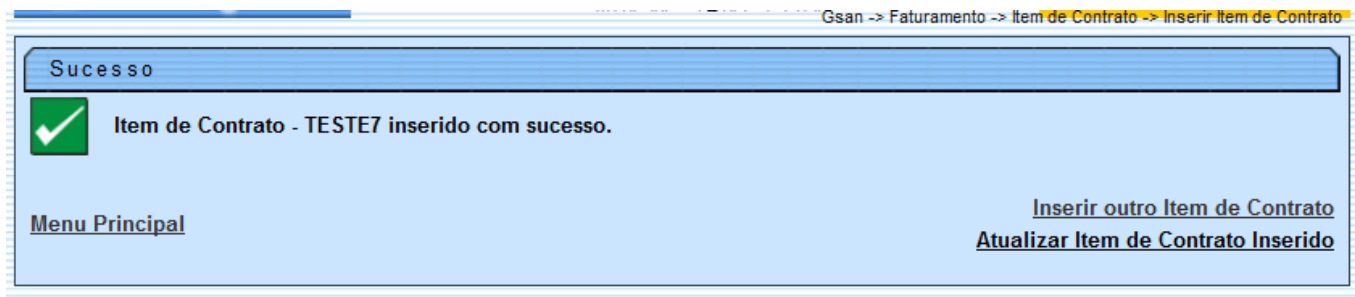 Gsan -> Faturamento -> Item de Contrato -> Inserir Item de Contrato
Sucesso
Item de Contrato - TESTE7 inserido com sucesso.
Inserir outro Item de Contrato
Menu Principal
Atualizar Item de Contrato Inserido